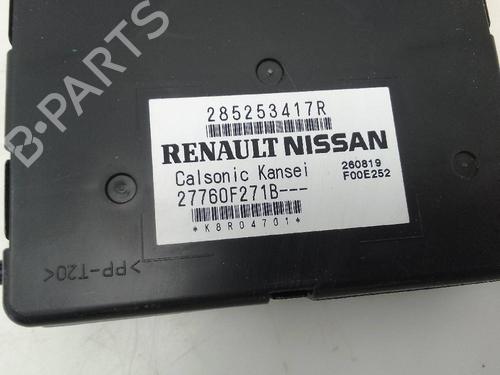 285253417R
RENAULT NISSAN
Calsonic Kansei
260819
27760F271B---
F00E252
*K8R04701*
>PP-T20<
B-PARTS